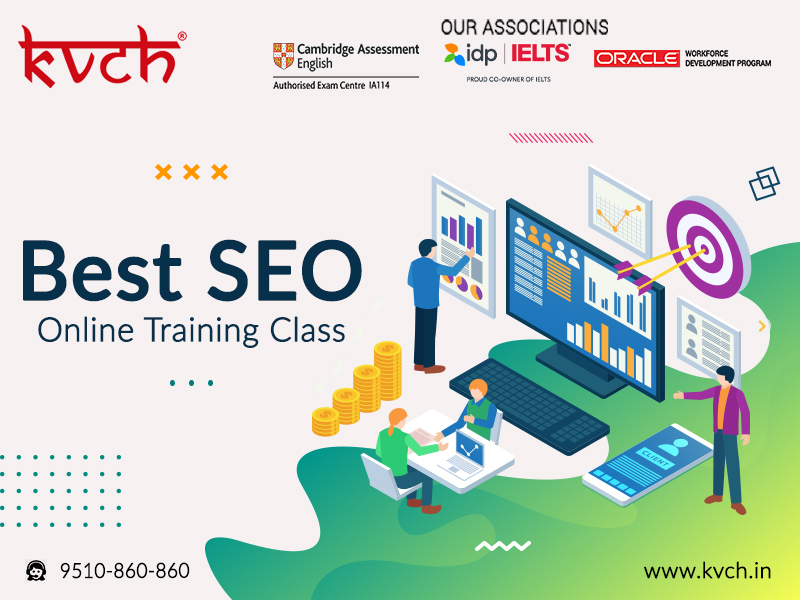 kvch®
OUR ASSOCIATIONS
Cambridge Assessment
English
Authorised Exam Centre IA114
idp | IELTS
PROUD CO-OWNER OF IELTS
ORACLE®
WORKFORCE
DEVELOPMENT PROGRAM
Best SEO
Online Training Class
CLIENT
9510-860-860
www.kvch.in